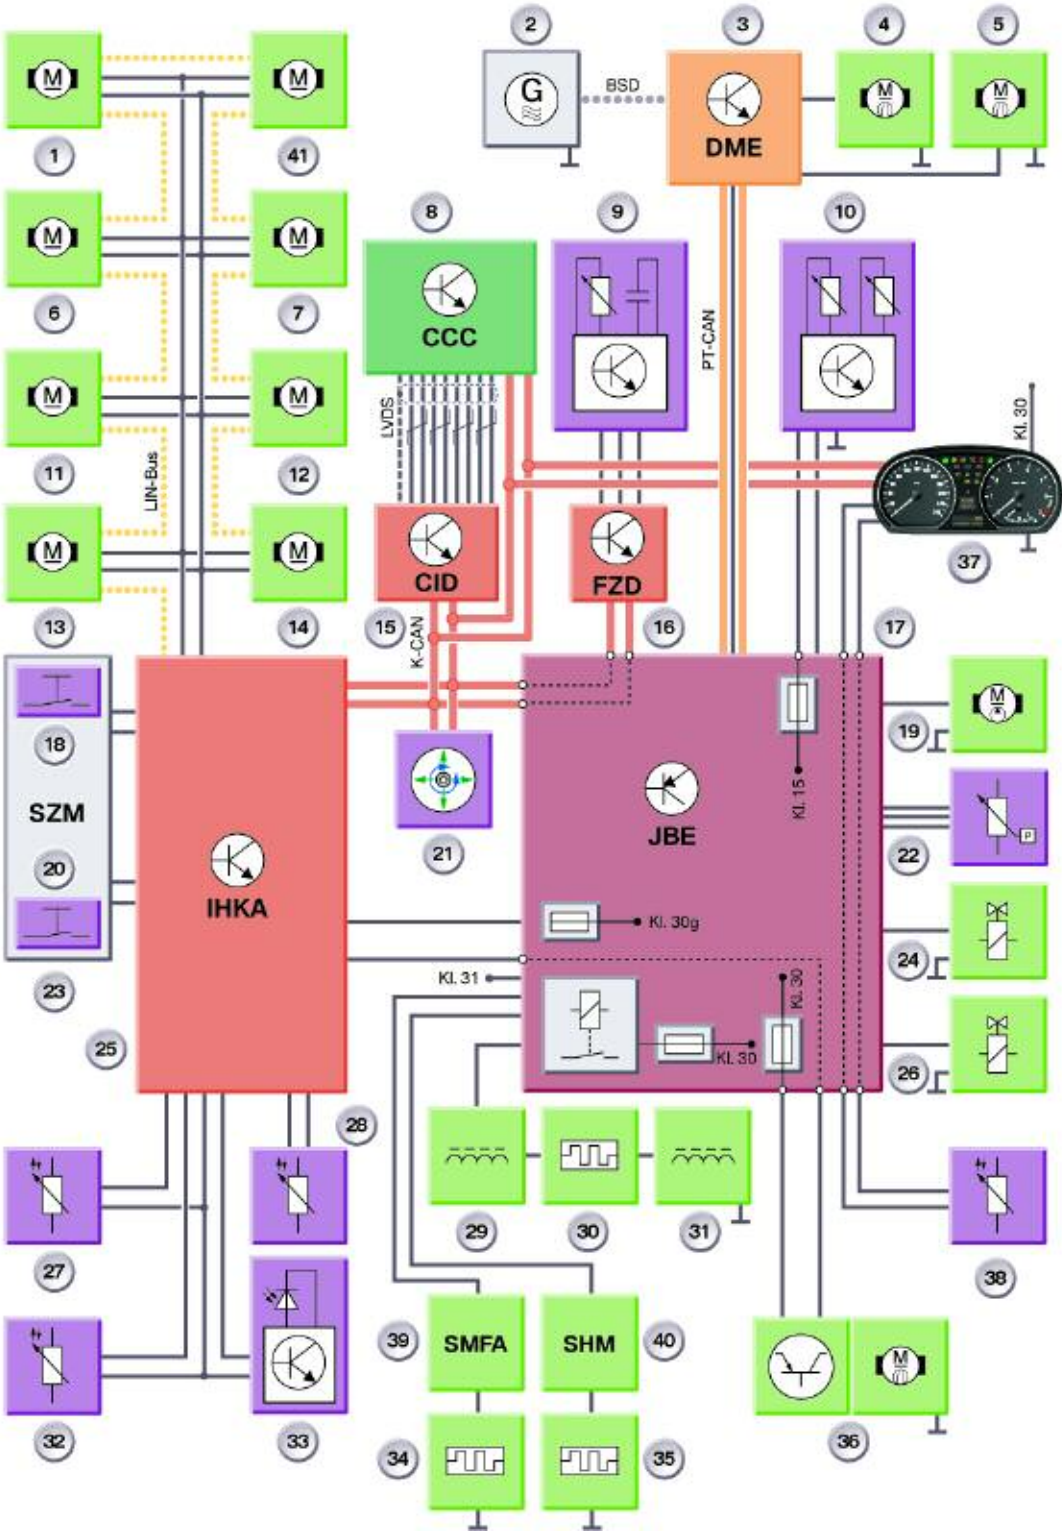 2
3
4
5
M
M
G
BSD
DME
M
M
1
41
8
9
10
M
M
CCC
PT-CAN
6
7
M
M
LVDS
Kl. 30
11
12
LIN-Bus
M
M
CID
FZD
37
13
14
15
K-CAN
16
17
M
18
19
SZM
Kl. 15
P
20
21
JBE
22
IHKA
Kl. 30g
24
23
Kl. 31
Kl. 30
25
Kl. 30
26
28
27
29
30
31
38
39
SMFA
SHM
40
M
32
33
34
35
36